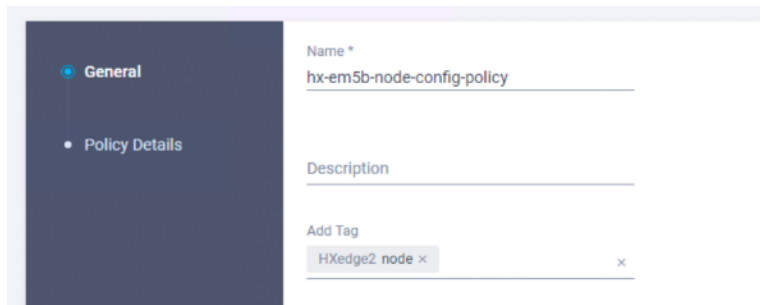 General
Policy Details
Name *
hx-em5b-node-config-policy
Description
Add Tag
HXedge2 node ×
×